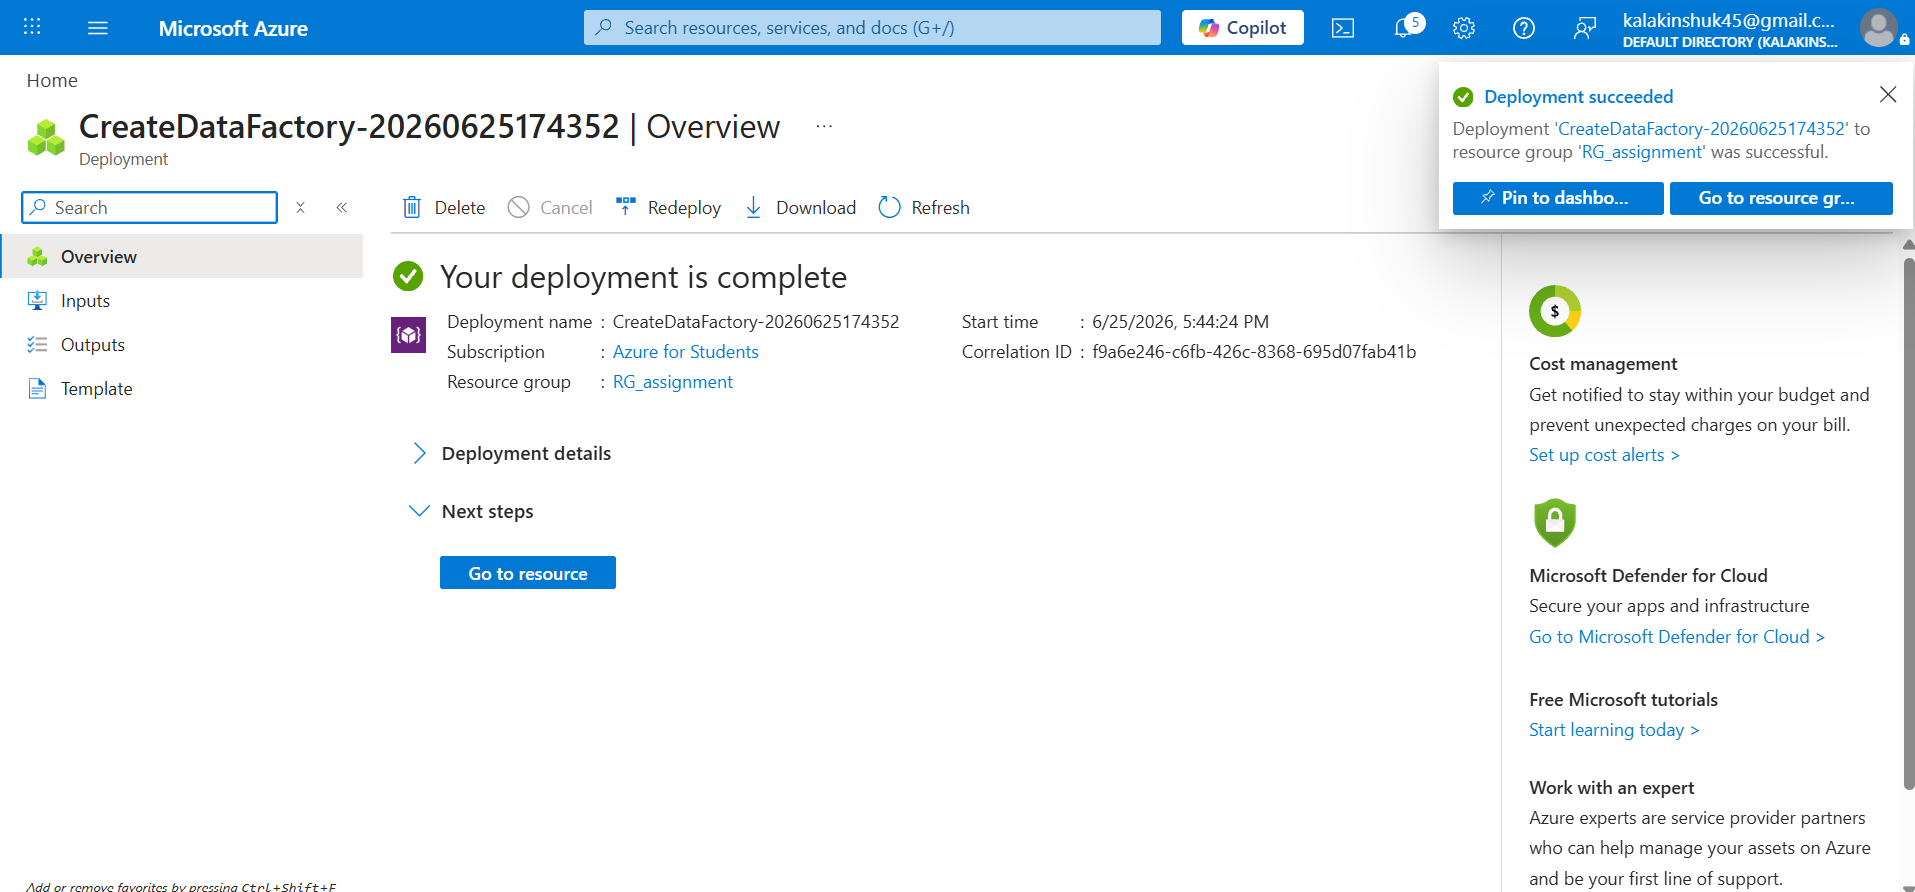 Microsoft Azure
Search resources, services, and docs (G+/)
Copilot
5
kalakinshuk45@gmail.c...
DEFAULT DIRECTORY (KALAKINS...
Home
CreateDataFactory-20260625174352 | Overview ...
Deployment
Deployment succeeded
Deployment 'CreateDataFactory-20260625174352' to
resource group 'RG_assignment' was successful.
Pin to dashbo...
Go to resource gr...
Search
Delete
Cancel
Redeploy
Download
Refresh
Overview
Inputs
Outputs
Template
Your deployment is complete
Deployment name : CreateDataFactory-20260625174352
Subscription : Azure for Students
Resource group : RG_assignment
Start time : 6/25/2026, 5:44:24 PM
Correlation ID : f9a6e246-c6fb-426c-8368-695d07fab41b
Deployment details
Next steps
Go to resource
$
Cost management
Get notified to stay within your budget and
prevent unexpected charges on your bill.
Set up cost alerts >
Microsoft Defender for Cloud
Secure your apps and infrastructure
Go to Microsoft Defender for Cloud >
Free Microsoft tutorials
Start learning today >
Work with an expert
Azure experts are service provider partners
who can help manage your assets on Azure
and be your first line of support.
Add or remove favorites by pressing Ctrl+Shift+F